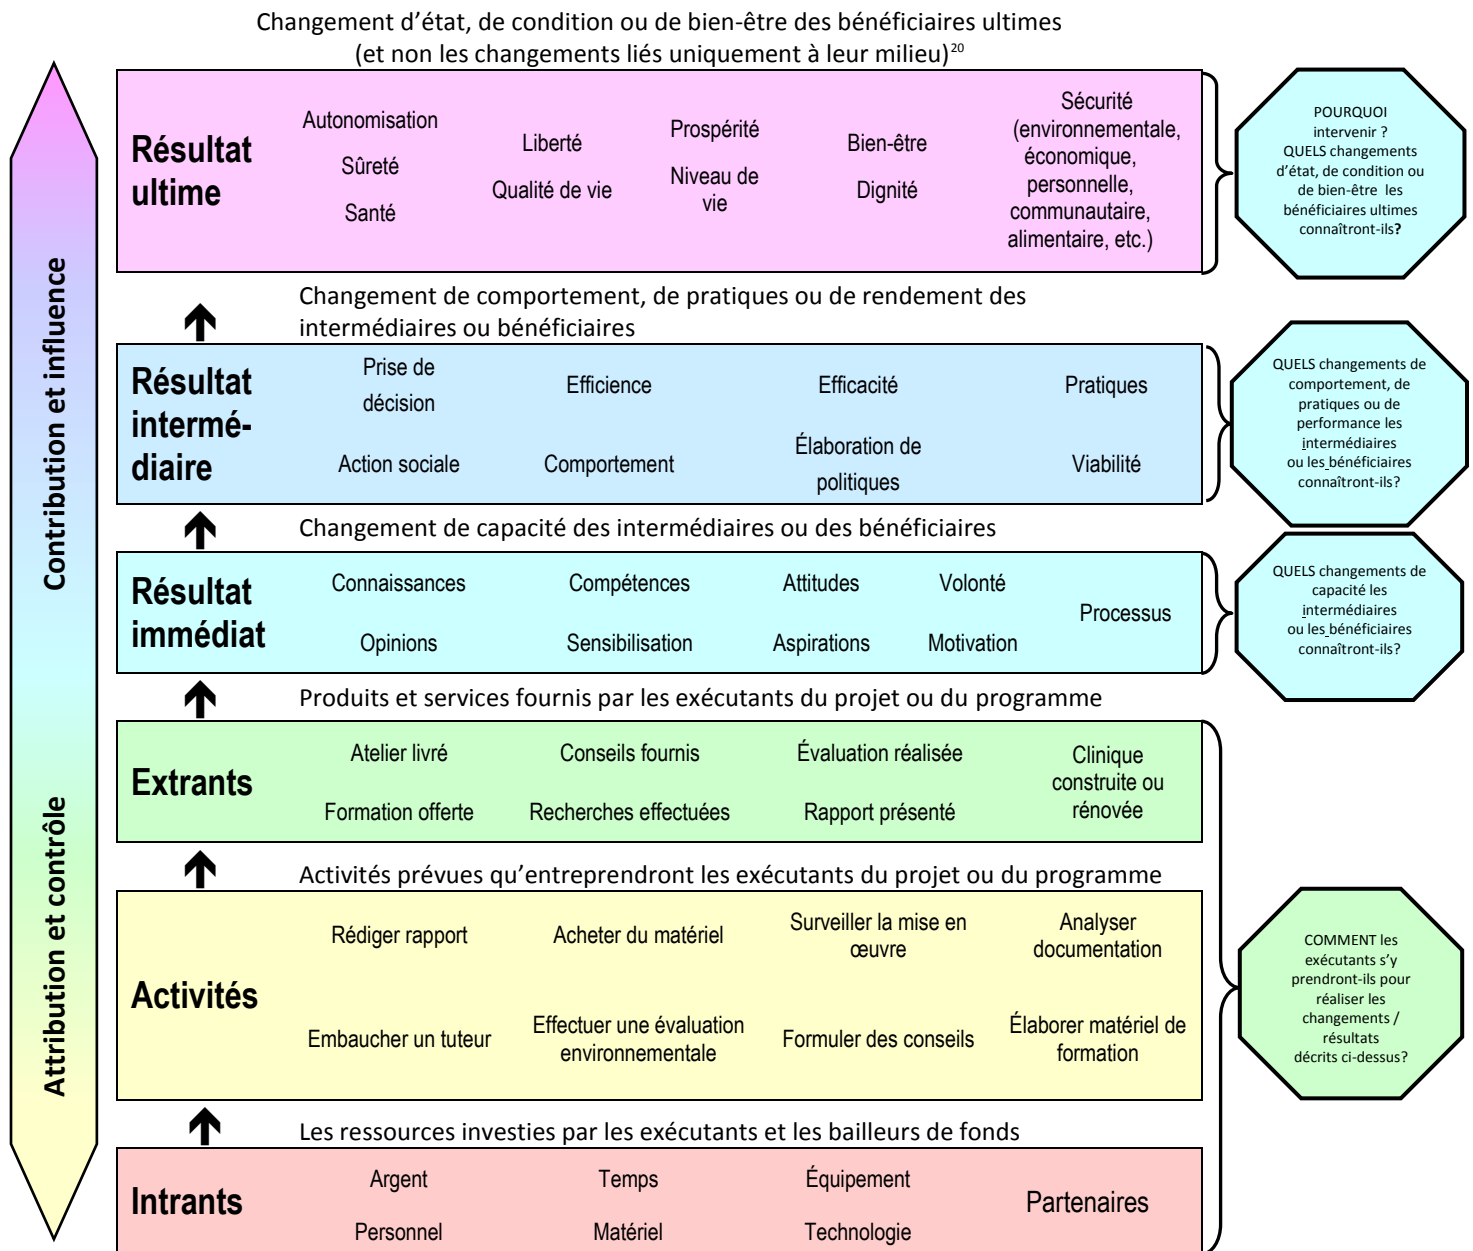 Changement d’état, de condition ou de bien-être des bénéficiaires ultimes
(et non les changements liés uniquement à leur milieu)²⁰
Résultat
ultime
Autonomisation
Sûreté
Santé
Liberté
Qualité de vie
Prospérité
Niveau de
vie
Bien-être
Dignité
Sécurité
(environnementale,
économique,
personnelle,
communautaire,
alimentaire, etc.)
POURQUOI
intervenir ?
QUELS changements
d’état, de condition ou
de bien-être les
bénéficiaires ultimes
connaîtront-ils?
Changement de comportement, de pratiques ou de rendement des
intermédiaires ou bénéficiaires
Résultat
intermé-
diaire
Prise de
décision
Efficience
Efficacité
Pratiques
Action sociale
Comportement
Élaboration de
politiques
Viabilité
QUELS changements de
comportement, de
pratiques ou de
performance les
intermédiaires
ou les bénéficiaires
connaîtront-ils?
Changement de capacité des intermédiaires ou des bénéficiaires
Résultat
immédiat
Connaissances
Compétences
Attitudes
Volonté
Processus
Opinions
Sensibilisation
Aspirations
Motivation
QUELS changements de
capacité les
intermédiaires
ou les bénéficiaires
connaîtront-ils?
Produits et services fournis par les exécutants du projet ou du programme
Extrants
Atelier livré
Conseils fournis
Évaluation réalisée
Clinique
construite ou
rénovée
Formation offerte
Recherches effectuées
Rapport présenté
Activités prévues qu’entreprendront les exécutants du projet ou du programme
Activités
Rédiger rapport
Acheter du matériel
Surveiller la mise en
œuvre
Analyser
documentation
Embaucher un tuteur
Effectuer une évaluation
environnementale
Formuler des conseils
Élaborer matériel de
formation
COMMENT les
exécutants s’y
prendront-ils pour
réaliser les
changements /
résultats
décrits ci-dessus?
Les ressources investies par les exécutants et les bailleurs de fonds
Intrants
Argent
Temps
Équipement
Partenaires
Personnel
Matériel
Technologie
Contribution et influence
Attribution et contrôle